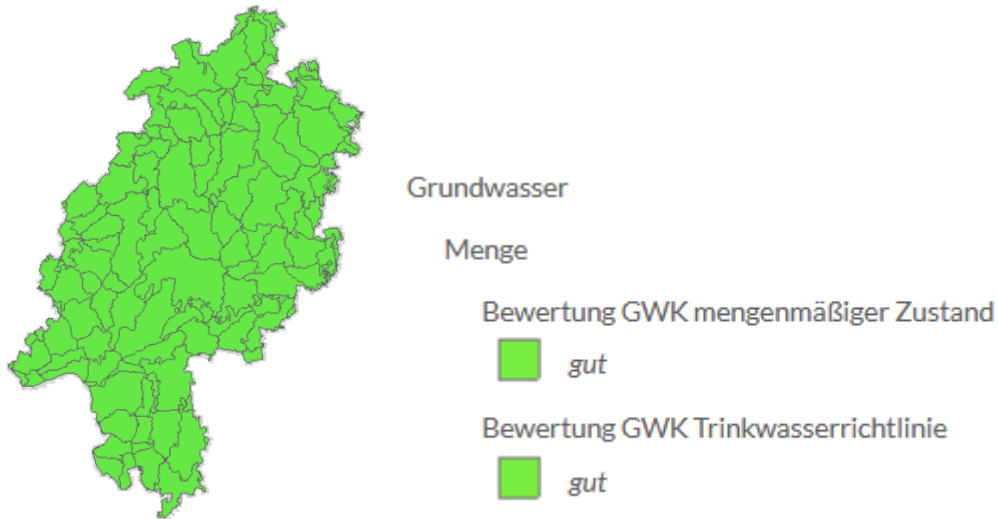 Grundwasser
Menge
Bewertung GWK mengenmäßiger Zustand
gut
Bewertung GWK Trinkwasserrichtlinie
gut